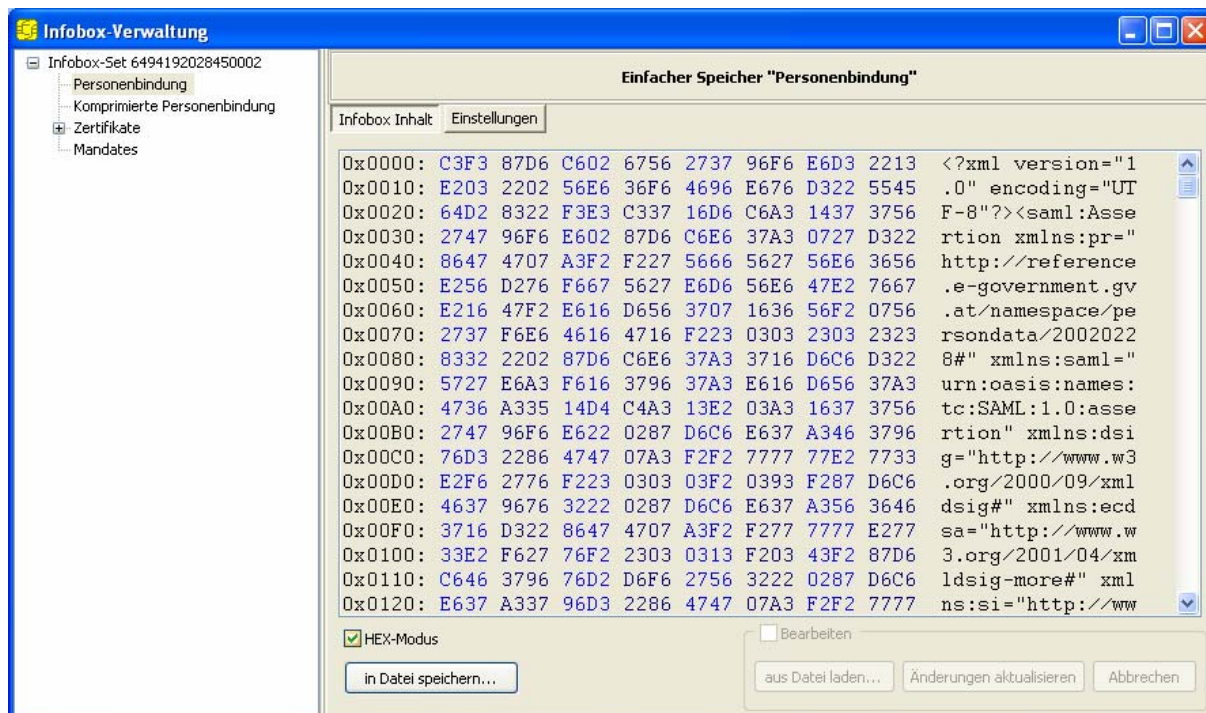 Infobox-Verwaltung
Infobox-Set 6494192028450002
Personenbindung
Komprimierte Personenbindung
Zertifikate
Mandates
Einfacher Speicher "Personenbindung"
Infobox Inhalt Einstellungen
0x0000: C3F3 87D6 C602 6756 2737 96F6 E6D3 2213 <?xml version="1
0x0010: E203 2202 56E6 36F6 4696 E676 D322 5545 .0" encoding="UT
0x0020: 64D2 8322 F3E3 C337 16D6 C6A3 1437 3756 F-8"?><saml:Asse
0x0030: 2747 96F6 E602 87D6 C6E6 37A3 0727 D322 rtion xmlns:pr="
0x0040: 8647 4707 A3F2 F227 5666 5627 56E6 3656 http://reference
0x0050: E256 D276 F667 5627 E6D6 56E6 47E2 7667 .e-government.gv
0x0060: E216 47F2 E616 D656 3707 1636 56F2 0756 .at/namespace/pe
0x0070: 2737 F6E6 4616 4716 F223 0303 2303 2323 rsondata/2002022
0x0080: 8332 2202 87D6 C6E6 37A3 3716 D6C6 D322 8#" xmlns:saml="
0x0090: 5727 E6A3 F616 3796 37A3 E616 D656 37A3 urn:oasis:names:
0x00A0: 4736 A335 14D4 C4A3 13E2 03A3 1637 3756 tc:SAML:1.0:asse
0x00B0: 2747 96F6 E622 0287 D6C6 E637 A346 3796 rtion" xmlns:dsi
0x00C0: 76D3 2286 4747 07A3 F2F2 7777 77E2 7733 g="http://www.w3
0x00D0: E2F6 2776 F223 0303 03F2 0393 F287 D6C6 .org/2000/09/xml
0x00E0: 4637 9676 3222 0287 D6C6 E637 A356 3646 dsig#" xmlns:ecd
0x00F0: 3716 D322 8647 4707 A3F2 F277 7777 E277 sa="http://www.w
0x0100: 33E2 F627 76F2 2303 0313 F203 43F2 87D6 3.org/2001/04/xm
0x0110: C646 3796 76D2 D6F6 2756 3222 0287 D6C6 ldsig-more#" xml
0x0120: E637 A337 96D3 2286 4747 07A3 F2F2 7777 ns:si="http://ww
HEX-Modus
Bearbeiten
in Datei speichern...
aus Datei laden... Änderungen aktualisieren Abbrechen